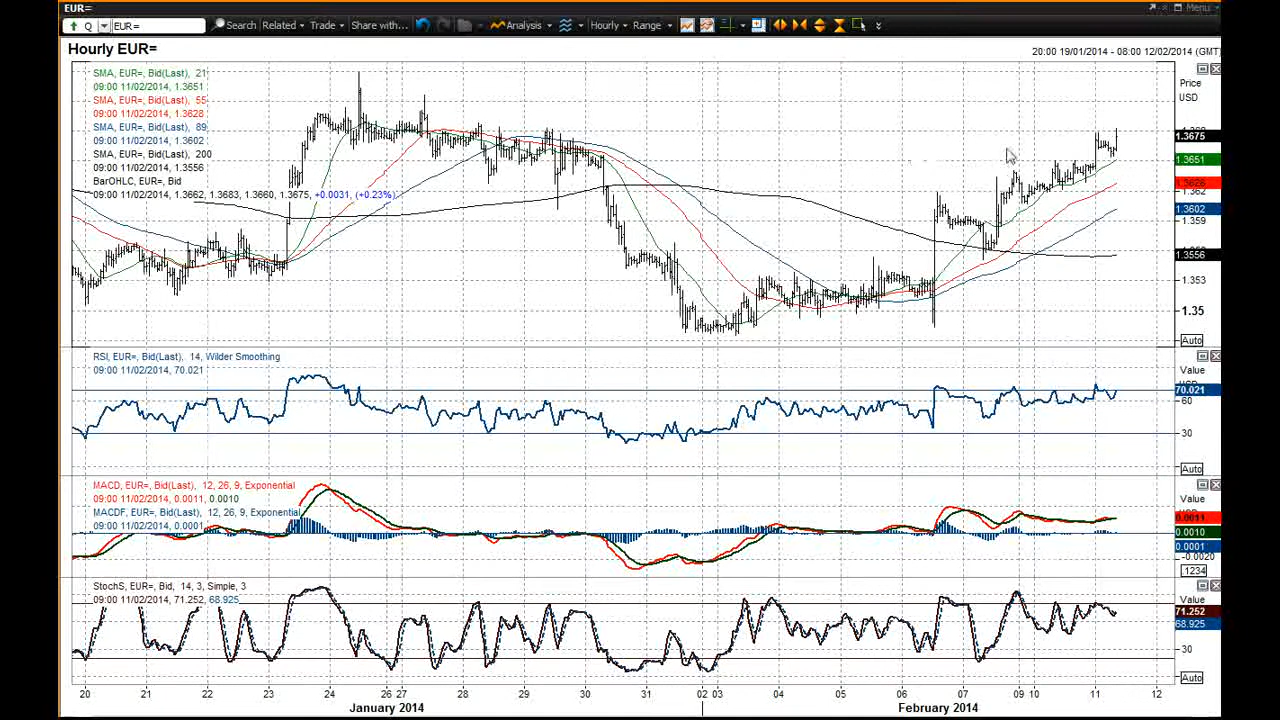 EUR=
Menu
Q EUR= Search Related Trade Share with... Analysis Hourly Range
Hourly EUR=
20:00 19/01/2014 - 08:00 12/02/2014 (GMT)
SMA, EUR=, Bid(Last), 21
09:00 11/02/2014, 1.3651
SMA, EUR=, Bid(Last), 55
09:00 11/02/2014, 1.3628
SMA, EUR=, Bid(Last), 89
09:00 11/02/2014, 1.3602
SMA, EUR=, Bid(Last), 200
09:00 11/02/2014, 1.3556
BarOHLC, EUR=, Bid
09:00 11/02/2014, 1.3662, 1.3683, 1.3660, 1.3675, +0.0031, (+0.23%)
Price
USD
1.3675
1.3651
1.3628
1.362
1.3602
1.359
1.3556
1.353
1.35
Auto
RSI, EUR=, Bid(Last), 14, Wilder Smoothing
09:00 11/02/2014, 70.021
Value
70.021
60
30
Auto
MACD, EUR=, Bid(Last), 12, 26, 9, Exponential
09:00 11/02/2014, 0.0011, 0.0010
MACDF, EUR=, Bid(Last), 12, 26, 9, Exponential
09:00 11/02/2014, 0.0001
Value
0.0011
0.0010
0.0001
-0.0020
1234
StochS, EUR=, Bid, 14, 3, Simple, 3
09:00 11/02/2014, 71.252, 68.925
Value
71.252
68.925
30
Auto
20 21 22 23 24 26 27 28 29 30 31 02 03 04 05 06 07 09 10 11 12
January 2014 February 2014